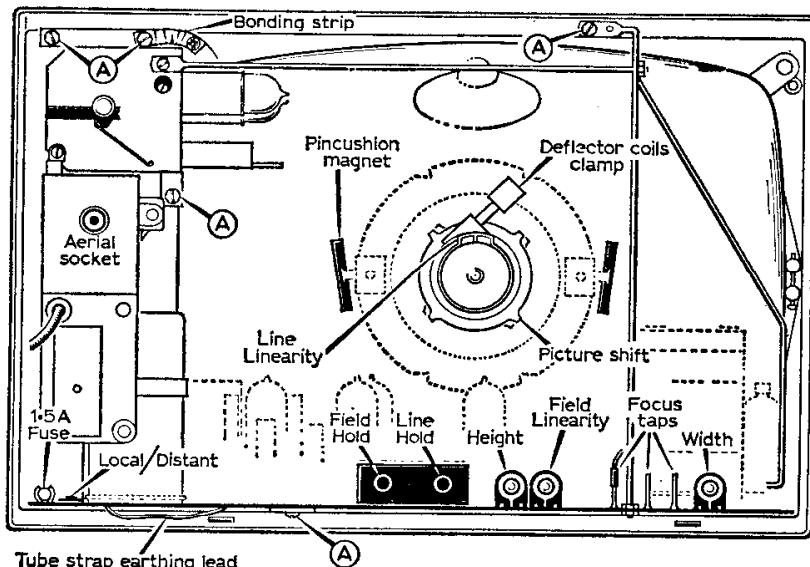 Bonding strip
A
A
Pincushion
magnet
Deflector coils
clamp
A
Aerial
socket
Line
Linearity
Picture shift
1·5A
Fuse
Field
Hold
Line
Hold
Height
Field
Linearity
Focus
taps
Width
Local/Distant
A
Tube strap earthing lead